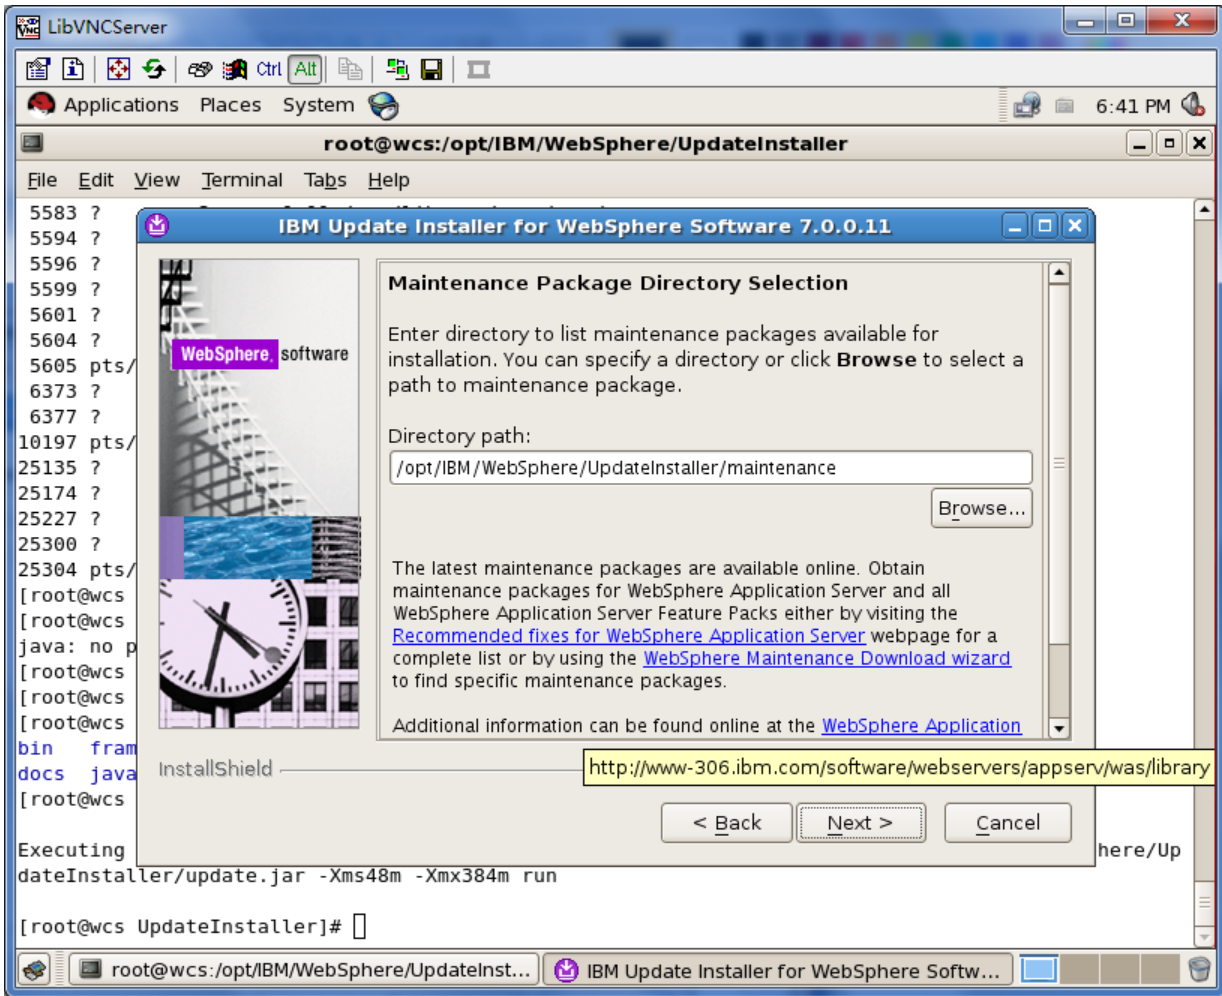 LibVNCServer
Ctrl Alt
Applications Places System 6:41 PM
root@wcs:/opt/IBM/WebSphere/UpdateInstaller
File Edit View Terminal Tabs Help
5583 ?
IBM Update Installer for WebSphere Software 7.0.0.11
5594 ?
5596 ?
5599 ?
5601 ?
5604 ?
5605 pts/
6373 ?
6377 ?
10197 pts/
25135 ?
25174 ?
25227 ?
25300 ?
25304 pts/
[root@wcs
[root@wcs
java: no p
[root@wcs
[root@wcs
[root@wcs
bin fram
docs java
[root@wcs
WebSphere. software
Maintenance Package Directory Selection
Enter directory to list maintenance packages available for
installation. You can specify a directory or click Browse to select a
path to maintenance package.
Directory path:
/opt/IBM/WebSphere/UpdateInstaller/maintenance
Browse...
The latest maintenance packages are available online. Obtain
maintenance packages for WebSphere Application Server and all
WebSphere Application Server Feature Packs either by visiting the
Recommended fixes for WebSphere Application Server webpage for a
complete list or by using the WebSphere Maintenance Download wizard
to find specific maintenance packages.
Additional information can be found online at the WebSphere Application
InstallShield
http://www-306.ibm.com/software/webservers/appserv/was/library
< Back Next > Cancel
Executing here/Up
dateInstaller/update.jar -Xms48m -Xmx384m run
[root@wcs UpdateInstaller]#
root@wcs:/opt/IBM/WebSphere/UpdateInst... IBM Update Installer for WebSphere Softw...